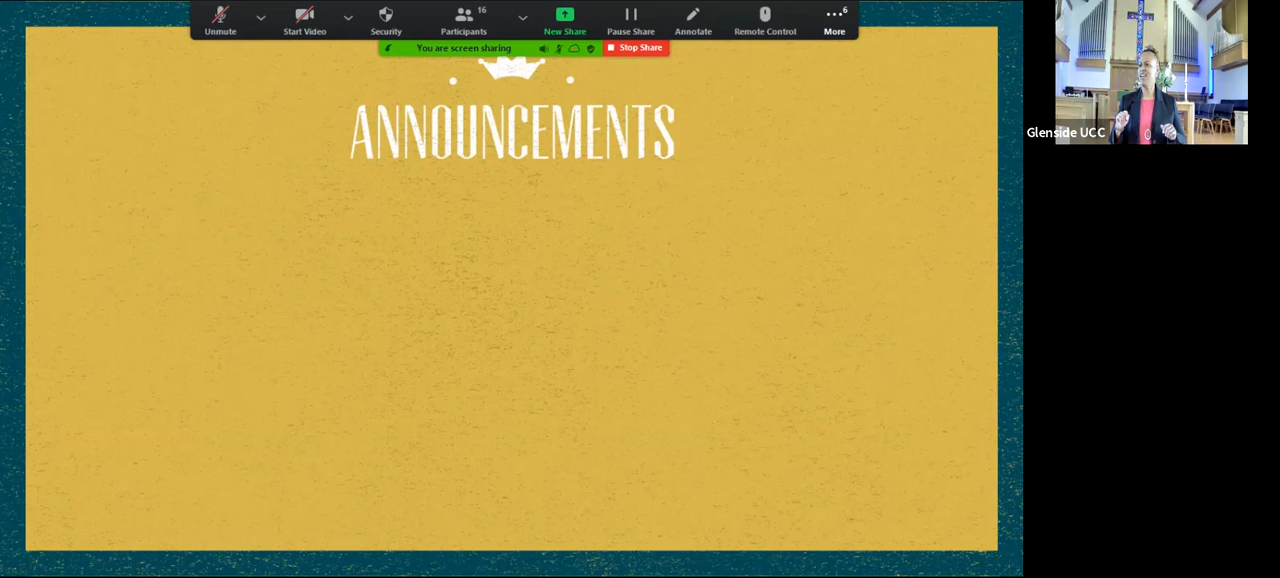 16
6
Unmute
Start Video
Security
Participants
New Share
Pause Share
Annotate
Remote Control
More
You are screen sharing
Stop Share
ANNOUNCEMENTS
Glenside UCC